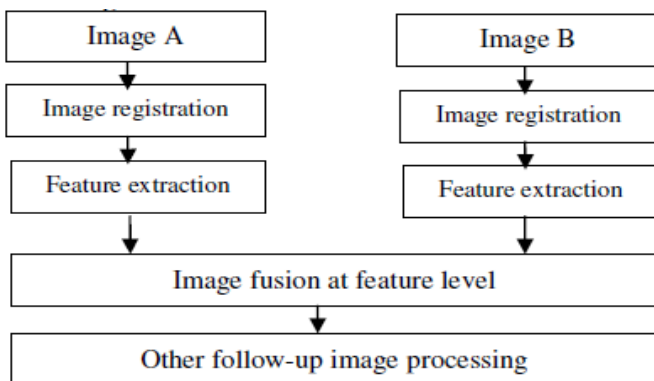 Image A
Image B
Image registration
Image registration
Feature extraction
Feature extraction
Image fusion at feature level
Other follow-up image processing